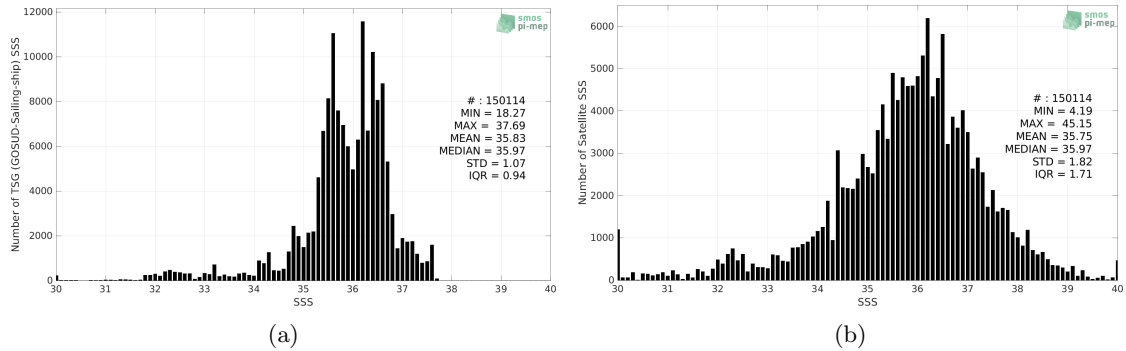 12000
10000
8000
6000
4000
2000
0
30 31 32 33 34 35 36 37 38 39 40
SSS
Number of TSG (GOSUD-Sailing-ship) SSS
smos
pi-mep
# : 150114
MIN = 18.27
MAX = 37.69
MEAN = 35.83
MEDIAN = 35.97
STD = 1.07
IQR = 0.94
(a)
6000
5000
4000
3000
2000
1000
0
30 31 32 33 34 35 36 37 38 39 40
SSS
Number of Satellite SSS
smos
pi-mep
# : 150114
MIN = 4.19
MAX = 45.15
MEAN = 35.75
MEDIAN = 35.97
STD = 1.82
IQR = 1.71
(b)